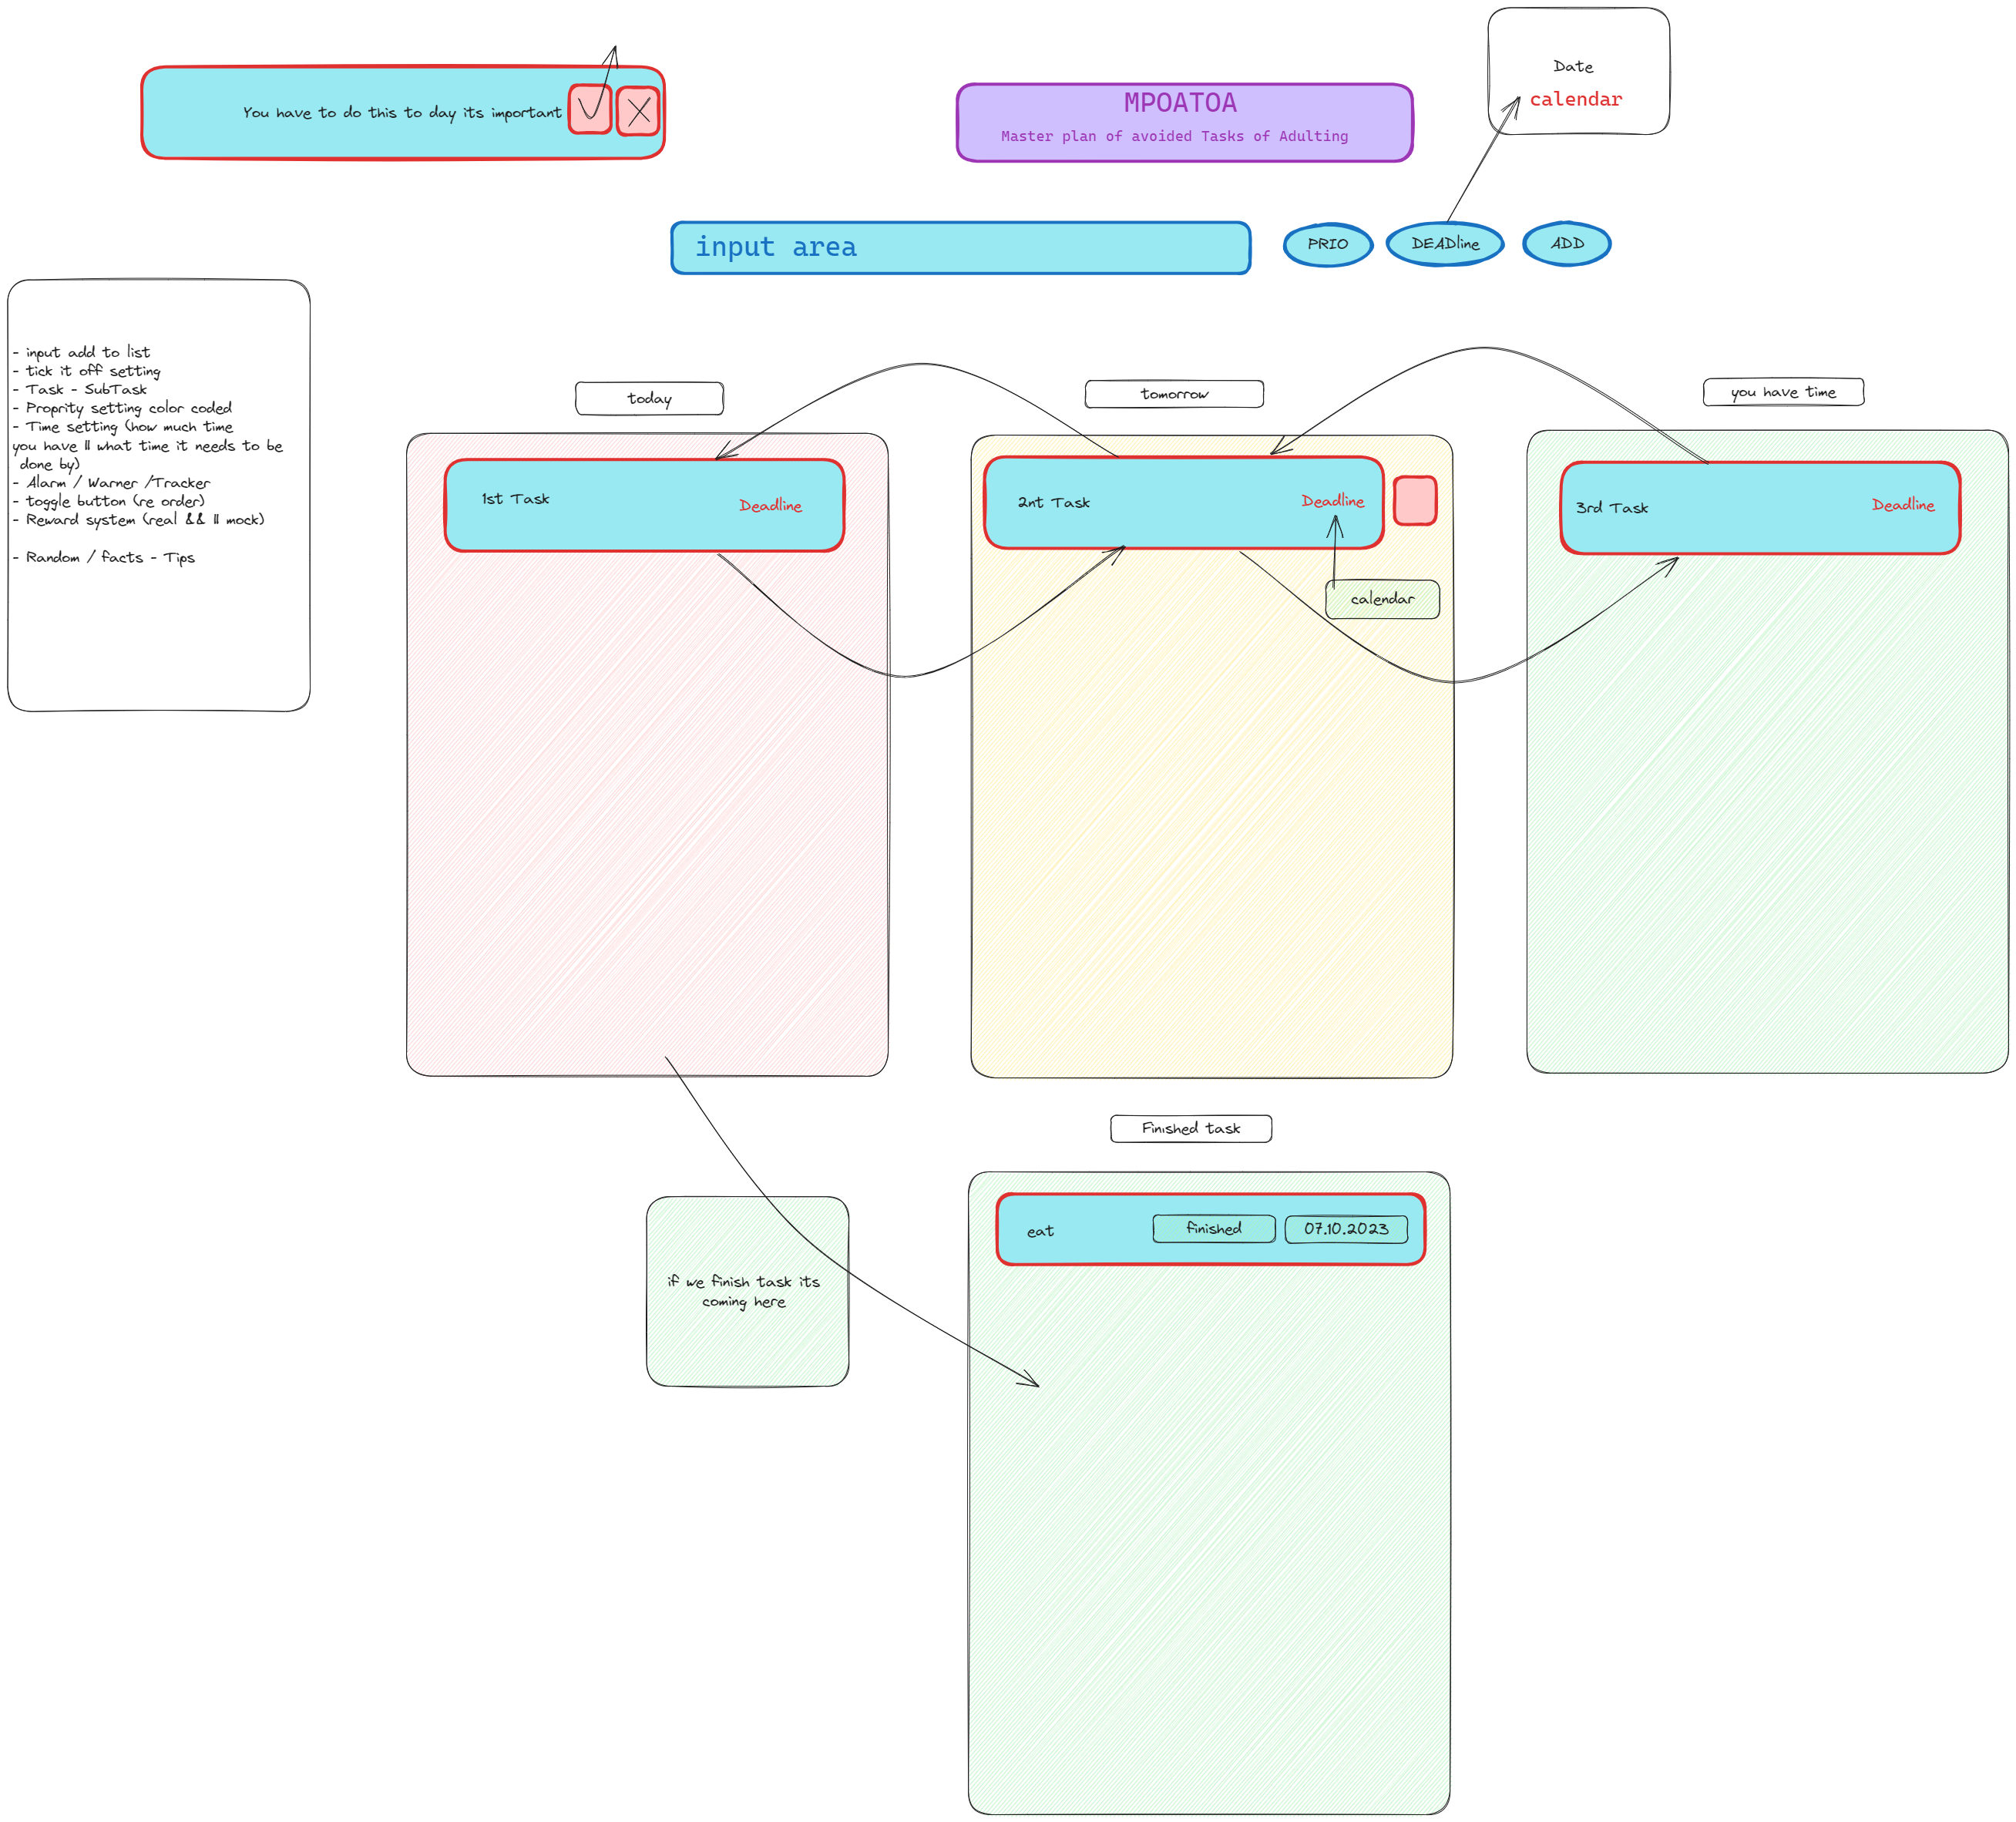 Date
calendar
You have to do this to day its important
MPOATOA
Master plan of avoided Tasks of Adulting
input area
PRIO
DEADline
ADD
- input add to list
- tick it off setting
- Task - SubTask
- Proprity setting color coded
- Time setting (how much time
you have || what time it needs to be
done by)
- Alarm / Warner /Tracker
- toggle button (re order)
- Reward system (real && || mock)
- Random / facts - Tips
today
tomorrow
you have time
1st Task
Deadline
2nt Task
Deadline
calendar
3rd Task
Deadline
Finished task
eat
finished
07.10.2023
if we finish task its
coming here